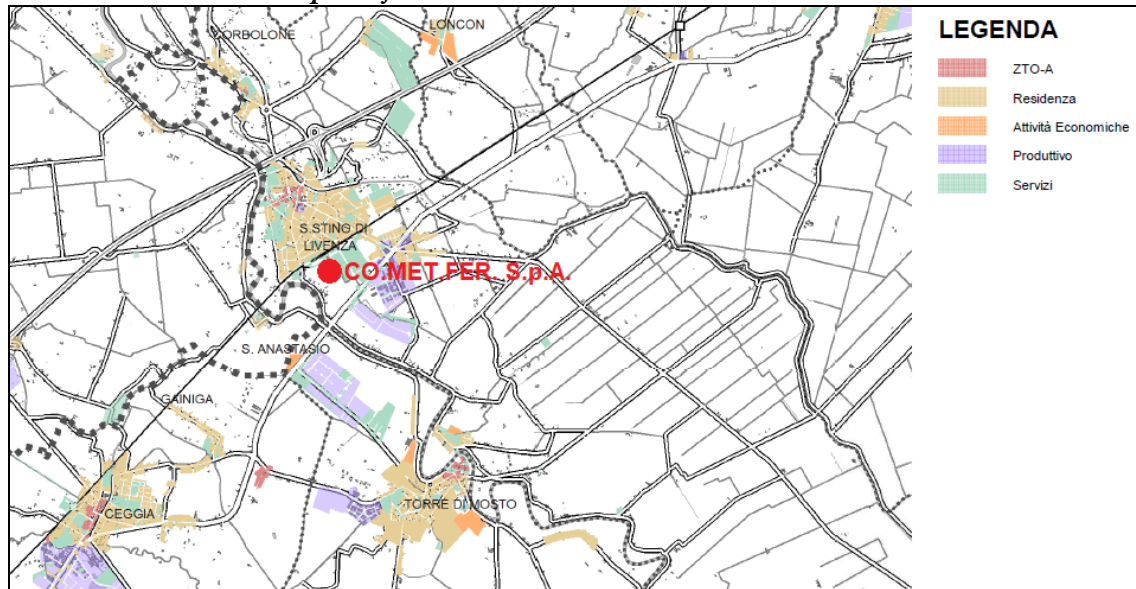 LONCON
CORBOLONE
S.STINO DI
LIVENZA
CO.MET.FER. S.p.A.
S. ANASTASIO
GAINIGA
TORRE DI MOSTO
CEGGIA
LEGENDA
ZTO-A
Residenza
Attività Economiche
Produttivo
Servizi